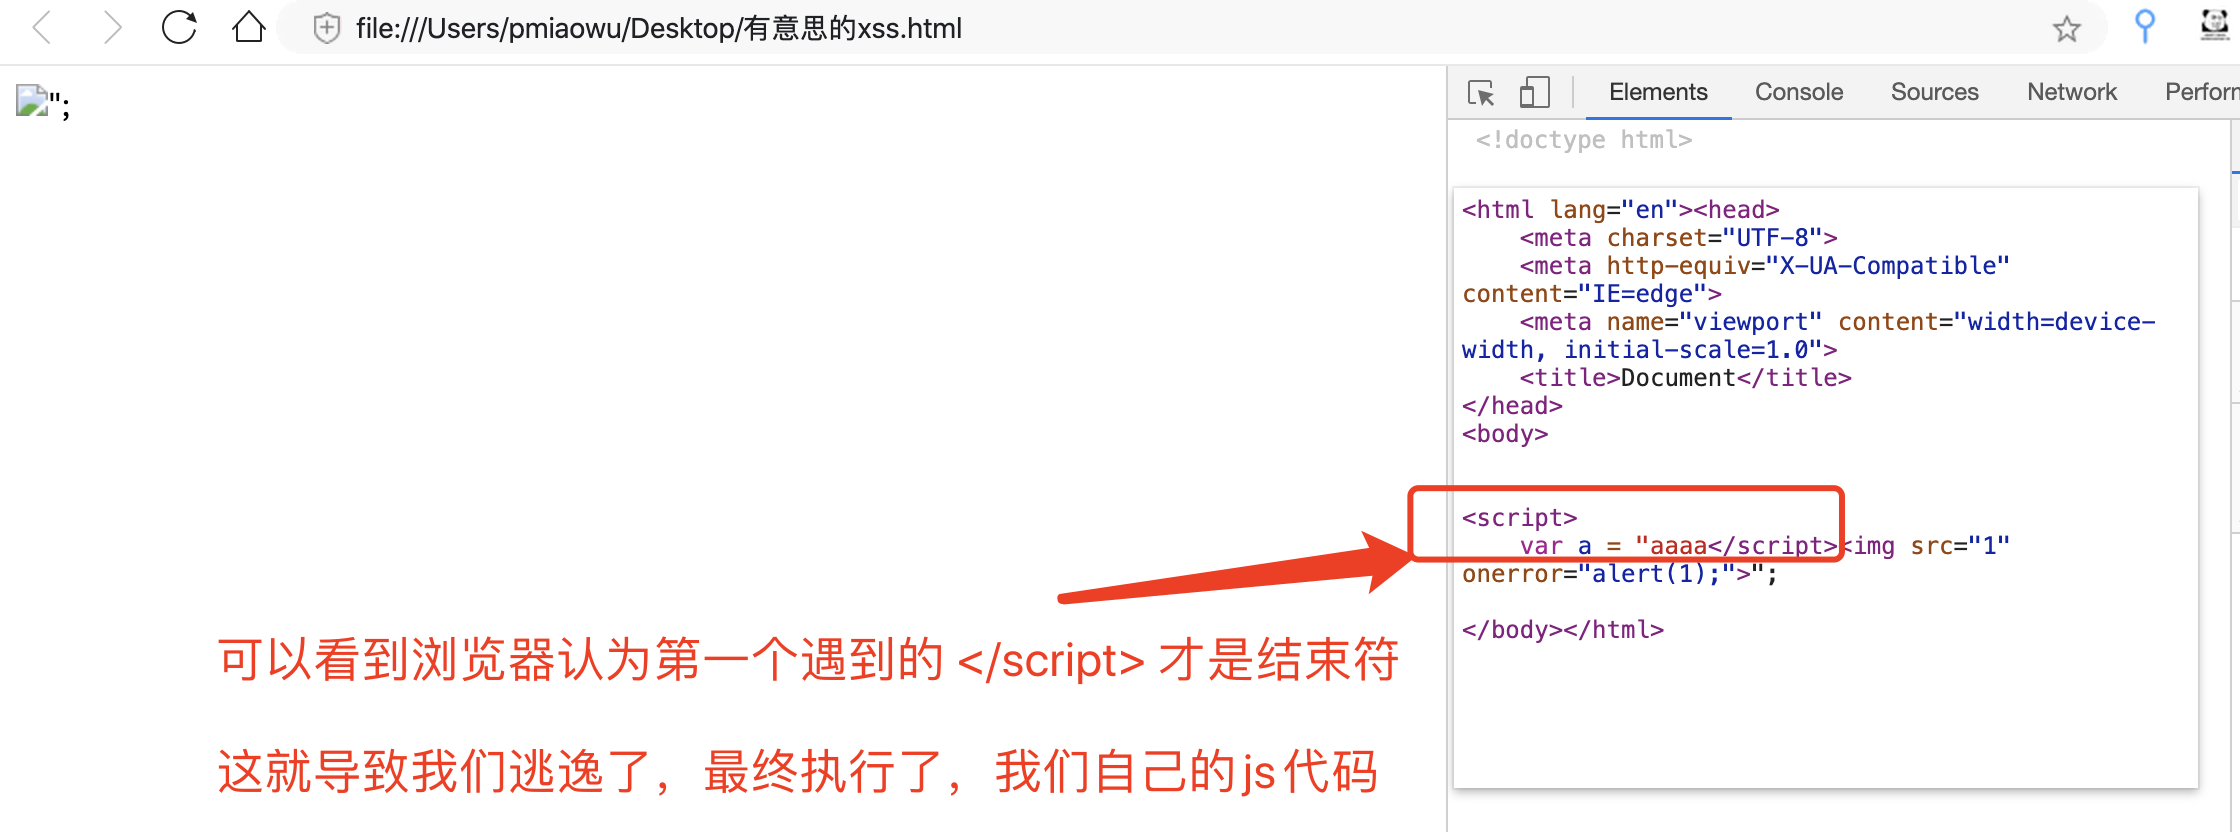 file:///Users/pmiaowu/Desktop/有意思的xss.html
";
Elements Console Sources Network Perforn
<!doctype html>
<html lang="en"><head>
<meta charset="UTF-8">
<meta http-equiv="X-UA-Compatible"
content="IE=edge">
<meta name="viewport" content="width=device-
width, initial-scale=1.0">
<title>Document</title>
</head>
<body>
<script>
var a = "aaaa</script><img src="1"
onerror="alert(1);">";
</body></html>
可以看到浏览器认为第一个遇到的 </script> 才是结束符
这就导致我们逃逸了，最终执行了，我们自己的js代码